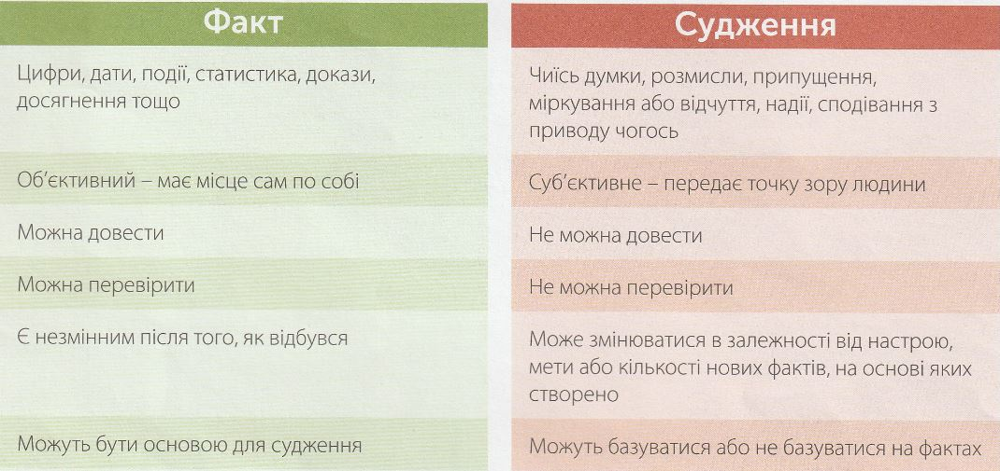 Факт
Цифри, дати, події, статистика, докази,
досягнення тощо
Об’єктивний – має місце сам по собі
Можна довести
Можна перевірити
Є незмінним після того, як відбувся
Можуть бути основою для судження
Судження
Чиїсь думки, розмисли, припущення,
міркування або відчуття, надії, сподівання з
приводу чогось
Суб’єктивне – передає точку зору людини
Не можна довести
Не можна перевірити
Може змінюватися в залежності від настрою,
мети або кількості нових фактів, на основі яких
створено
Можуть базуватися або не базуватися на фактах